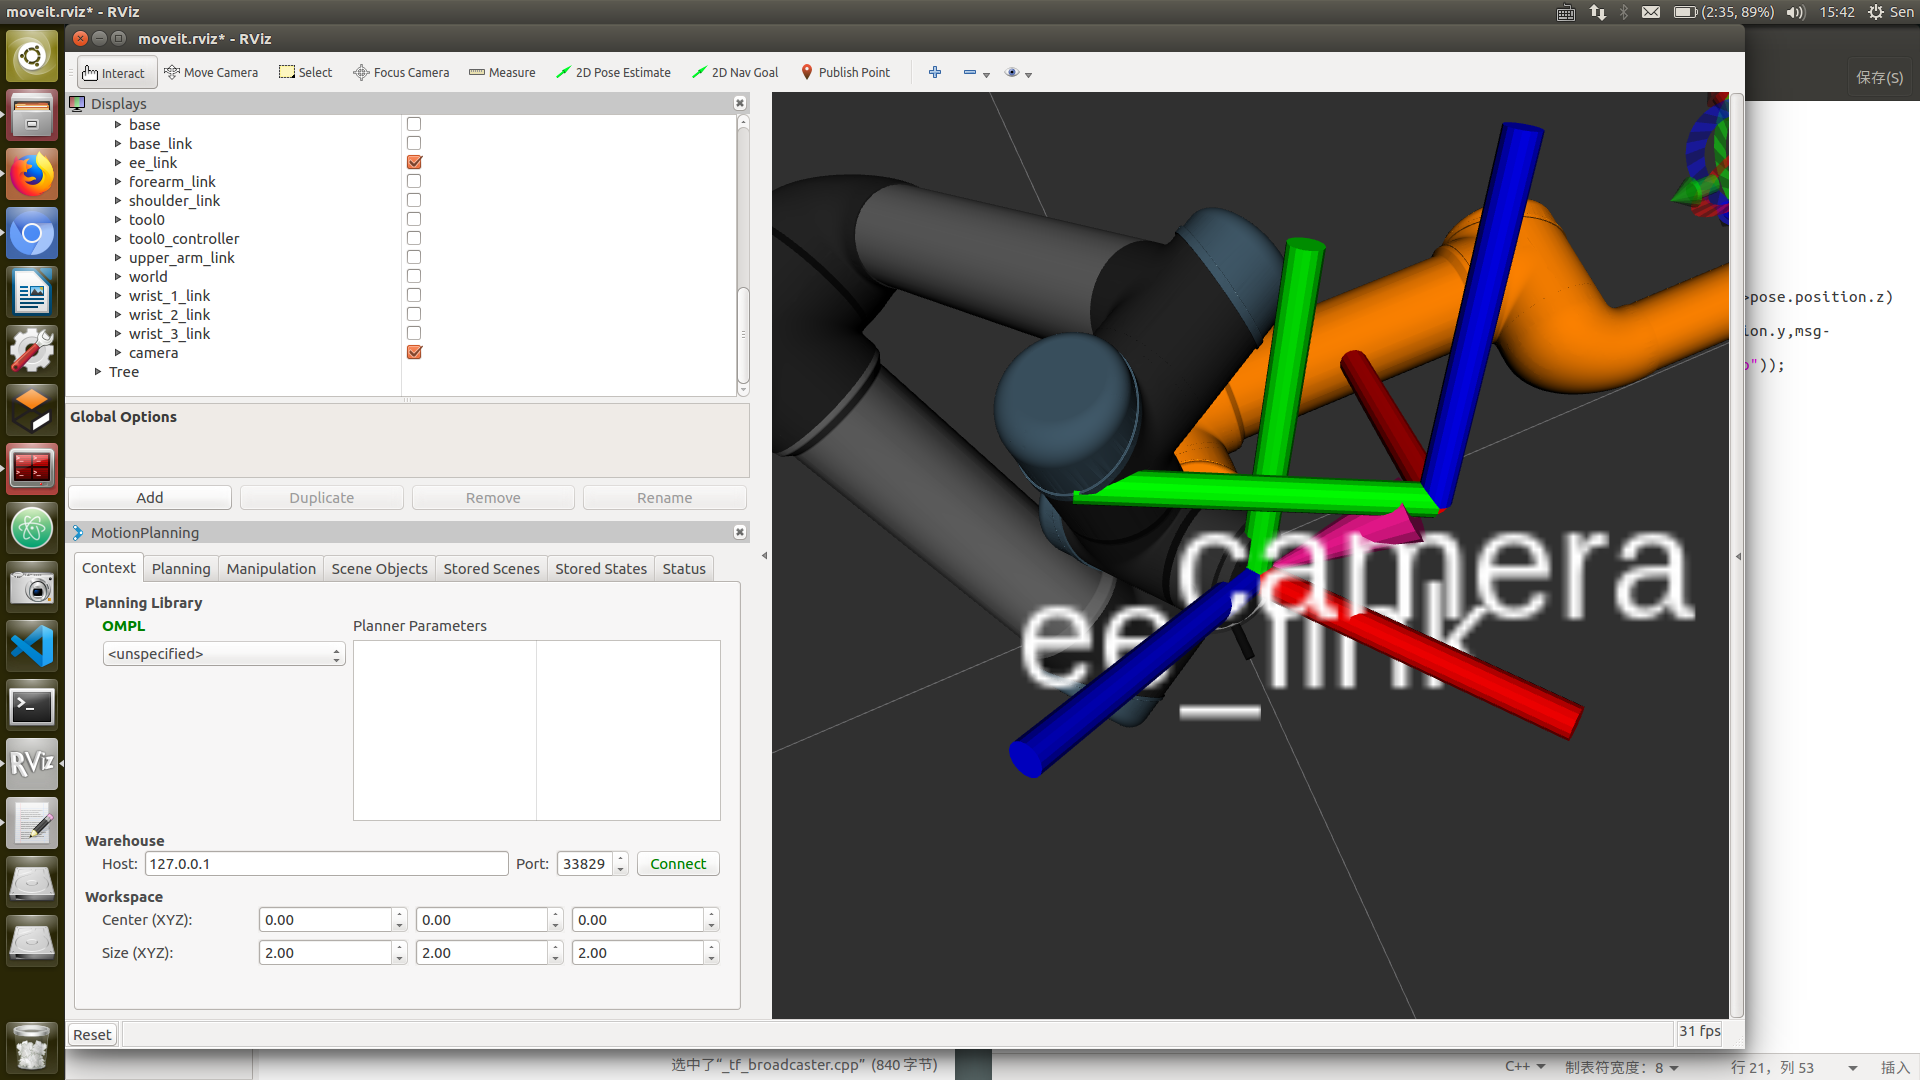 moveit.rviz* - RViz
(2:35, 89%)
15:42
Sen
moveit.rviz* - RViz
Interact
Move Camera
Select
Focus Camera
Measure
2D Pose Estimate
2D Nav Goal
Publish Point
保存(S)
Displays
base
base_link
ee_link
forearm_link
shoulder_link
tool0
tool0_controller
upper_arm_link
world
wrist_1_link
wrist_2_link
wrist_3_link
camera
Tree
Global Options
Add
Duplicate
Remove
Rename
MotionPlanning
Context
Planning
Manipulation
Scene Objects
Stored Scenes
Stored States
Status
Planning Library
OMPL
Planner Parameters
<unspecified>
Warehouse
Host:
127.0.0.1
Port:
33829
Connect
Workspace
Center (XYZ):
0.00
0.00
0.00
Size (XYZ):
2.00
2.00
2.00
Reset
31 fps
camera
ee_link
>pose.position.z)
ion.y,msg-
"));
RViz
选中了“_tf_broadcaster.cpp” (840 字节)
C++
制表符宽度: 8
行 21，列 53
插入